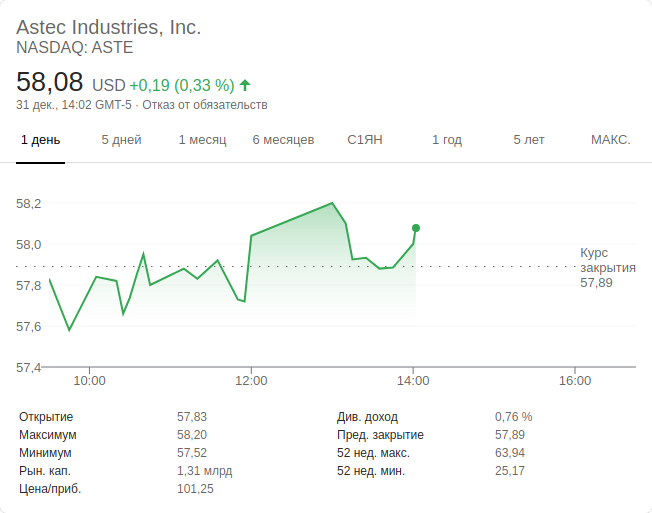 Astec Industries, Inc.
NASDAQ: ASTE
58,08 USD +0,19 (0,33 %)
31 дек., 14:02 GMT-5 · Отказ от обязательств
1 день 5 дней 1 месяц 6 месяцев С1ЯН 1 год 5 лет МАКС.
58,2
58,0
57,8
57,6
57,4
Курс
закрытия
57,89
10:00 12:00 14:00 16:00
Открытие 57,83 Див. доход 0,76 %
Максимум 58,20 Пред. закрытие 57,89
Минимум 57,52 52 нед. макс. 63,94
Рын. кап. 1,31 млрд 52 нед. мин. 25,17
Цена/приб. 101,25